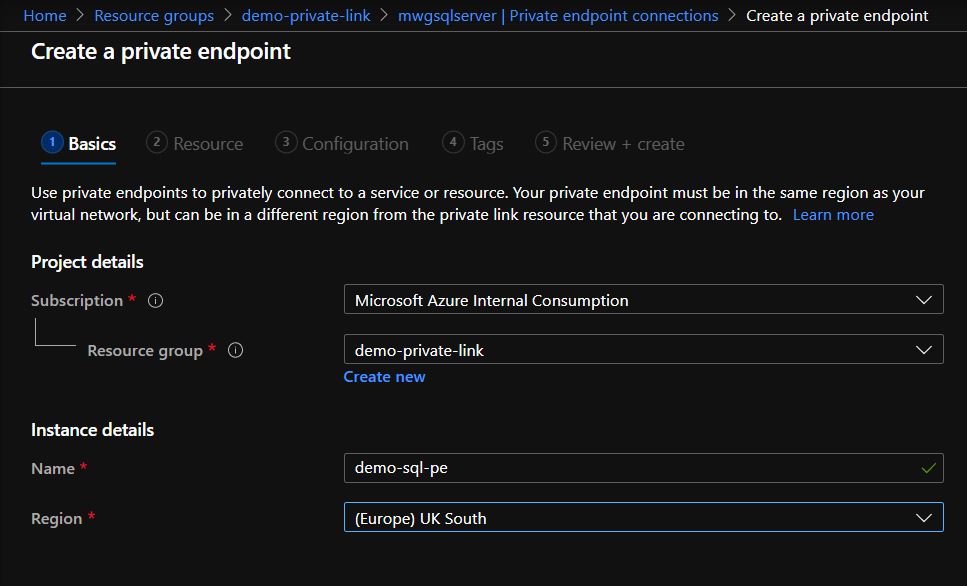 Home > Resource groups > demo-private-link > mwgsqlserver | Private endpoint connections > Create a private endpoint
Create a private endpoint
1 Basics 2 Resource 3 Configuration 4 Tags 5 Review + create
Use private endpoints to privately connect to a service or resource. Your private endpoint must be in the same region as your
virtual network, but can be in a different region from the private link resource that you are connecting to. Learn more
Project details
Subscription * Microsoft Azure Internal Consumption
Resource group * demo-private-link
Create new
Instance details
Name * demo-sql-pe
Region * (Europe) UK South